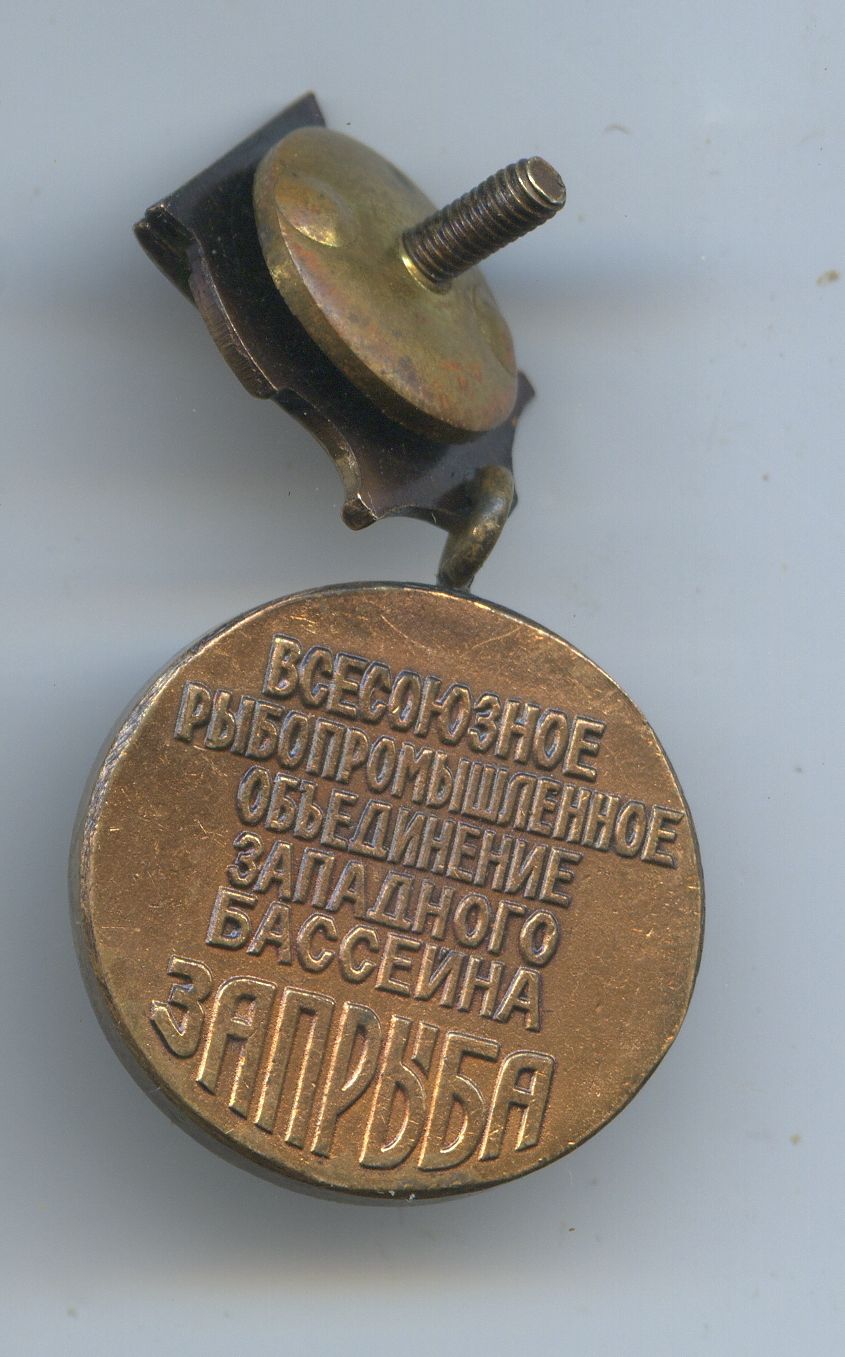 ВСЕСОЮЗНОЕ
РЫБОПРОМЫШЛЕННОЕ
ОБЪЕДИНЕНИЕ
ЗАПАДНОГО
БАССЕЙНА
ЗАПРЫБА